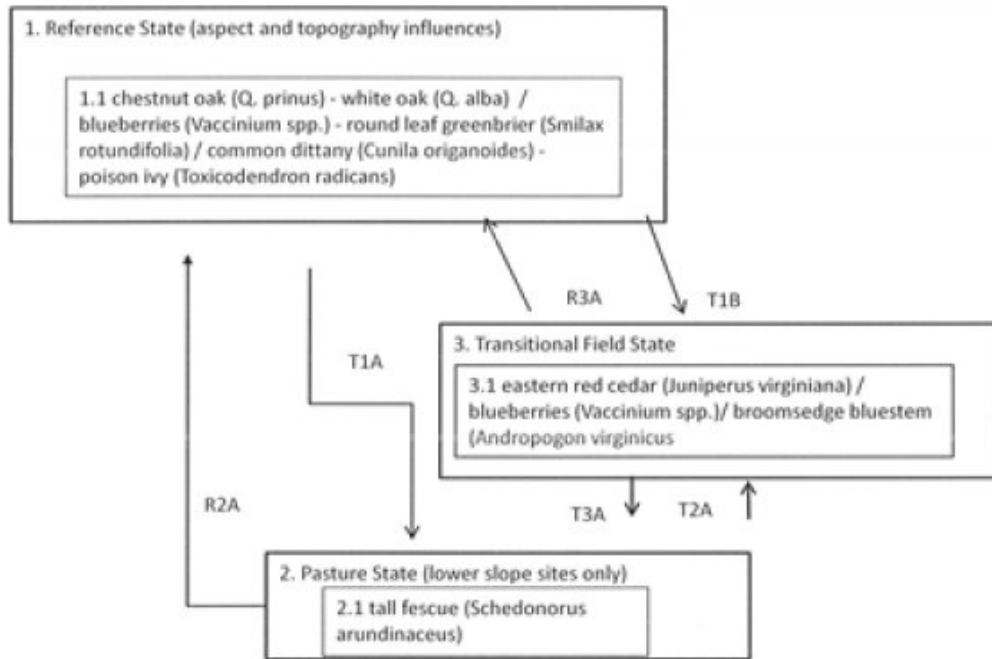 1. Reference State (aspect and topography influences)
1.1 chestnut oak (Q. prinus) - white oak (Q. alba) /
blueberries (Vaccinium spp.) - round leaf greenbrier (Smilax
rotundifolia) / common dittany (Cunila origanoides) -
poison ivy (Toxicodendron radicans)
R3A
T1B
T1A
3. Transitional Field State
3.1 eastern red cedar (Juniperus virginiana) /
blueberries (Vaccinium spp.)/ broomsedge bluestem
(Andropogon virginicus
R2A
T3A
T2A
2. Pasture State (lower slope sites only)
2.1 tall fescue (Schedonorus
arundinaceus)